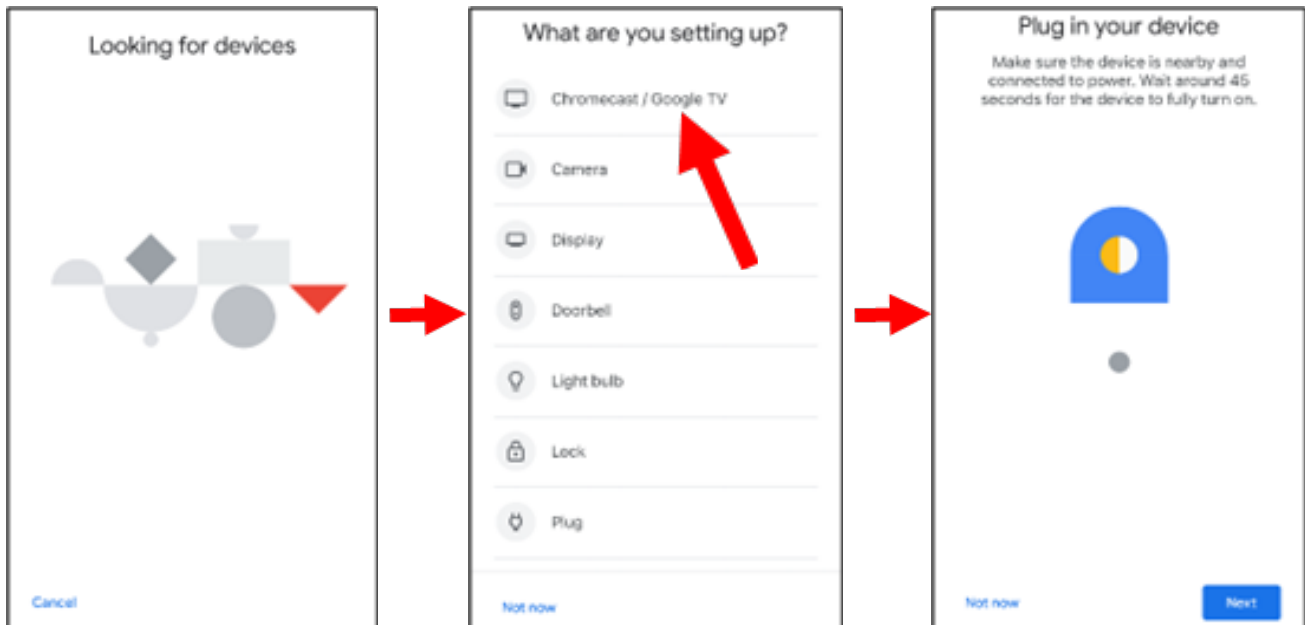 Looking for devices
Cancel
What are you setting up?
Chromecast / Google TV
Camera
Display
Doorbell
Light bulb
Lock
Plug
Not now
Plug in your device
Make sure the device is nearby and
connected to power. Wait around 45
seconds for the device to fully turn on.
Not now
Next